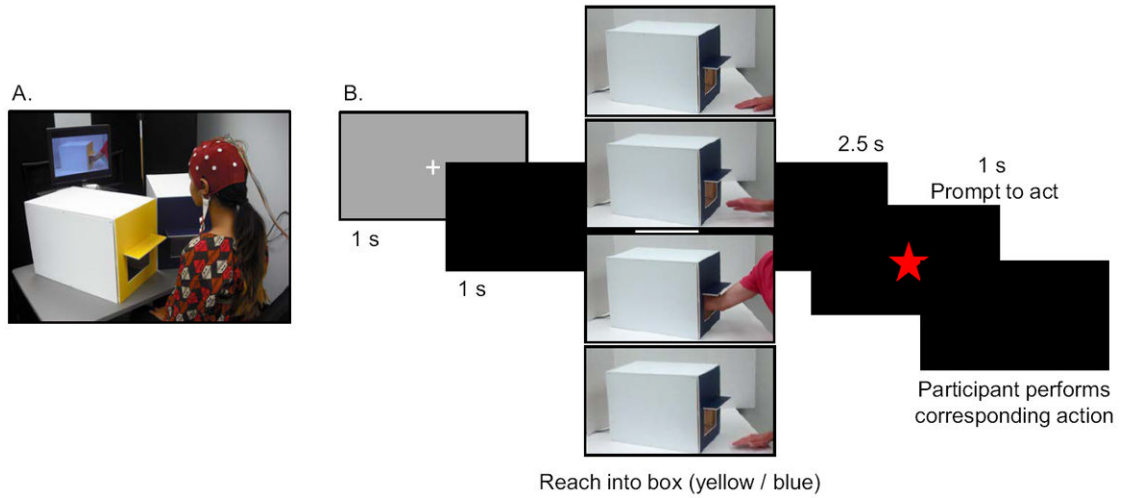 A.
B.
1 s
1 s
2.5 s
1 s
Prompt to act
Participant performs
corresponding action
Reach into box (yellow / blue)